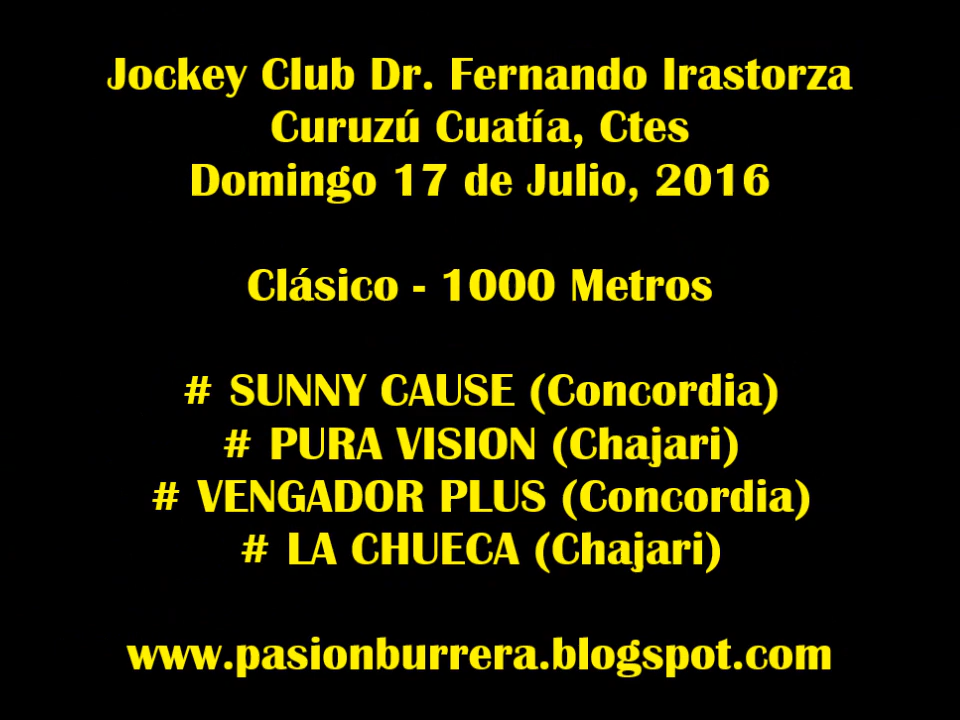 Jockey Club Dr. Fernando Irastorza
Curuzú Cuatía, Ctes
Domingo 17 de Julio, 2016
Clásico - 1000 Metros
# SUNNY CAUSE (Concordia)
# PURA VISION (Chajari)
# VENGADOR PLUS (Concordia)
# LA CHUECA (Chajari)
www.pasionburrera.blogspot.com